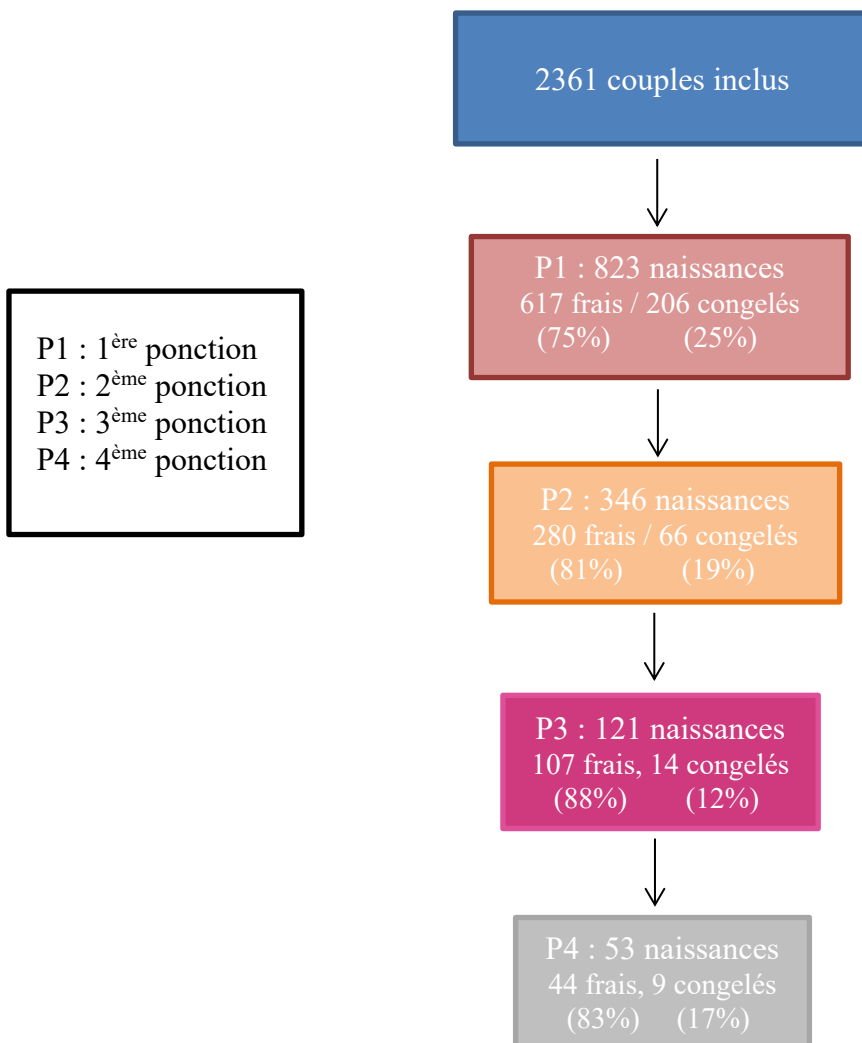 2361 couples inclus
P1 : 823 naissances
617 frais / 206 congelés
(75%) (25%)
P1 : 1ère ponction
P2 : 2ème ponction
P3 : 3ème ponction
P4 : 4ème ponction
P2 : 346 naissances
280 frais / 66 congelés
(81%) (19%)
P3 : 121 naissances
107 frais, 14 congelés
(88%) (12%)
P4 : 53 naissances
44 frais, 9 congelés
(83%) (17%)